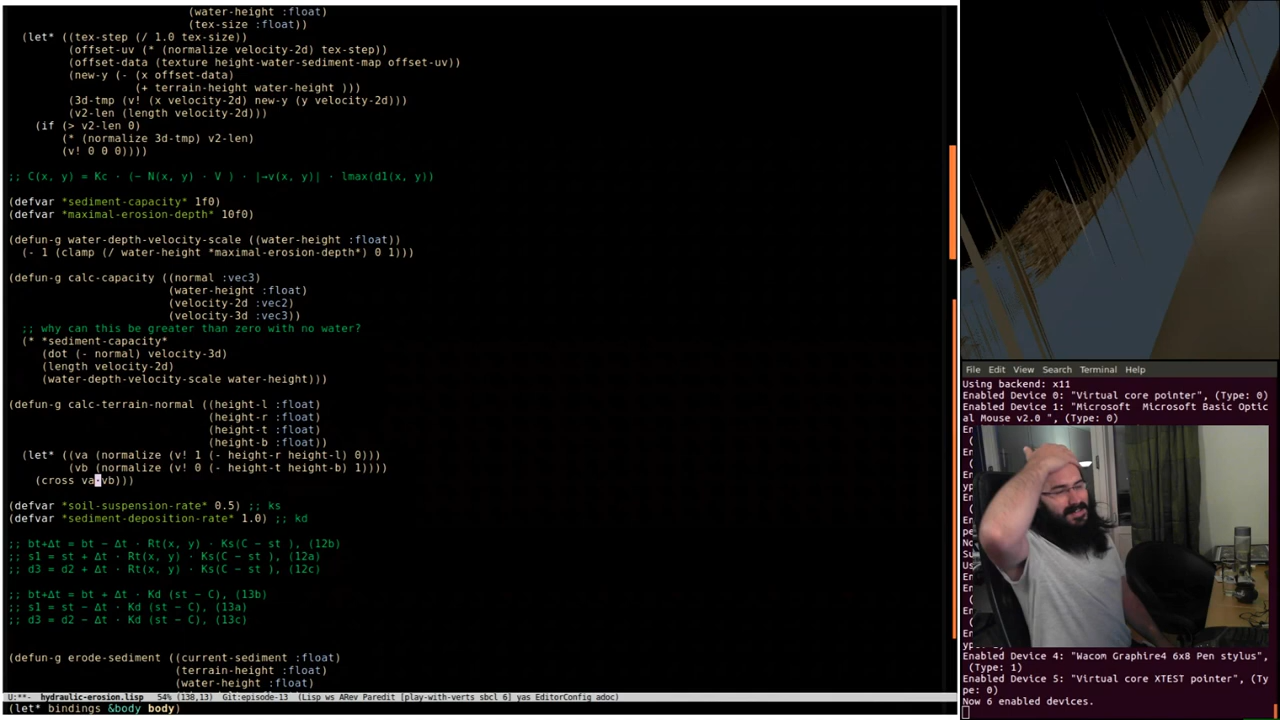 (water-height :float)
(tex-size :float))
(let* ((tex-step (/ 1.0 tex-size))
(offset-uv (* (normalize velocity-2d) tex-step))
(offset-data (texture height-water-sediment-map offset-uv))
(new-y (- (x offset-data)
(+ terrain-height water-height )))
(3d-tmp (v! (x velocity-2d) new-y (y velocity-2d)))
(v2-len (length velocity-2d)))
(if (> v2-len 0)
(* (normalize 3d-tmp) v2-len)
(v! 0 0 0))))
;; C(x, y) = Kc · (− N(x, y) · V ) · |→v(x, y)| · lmax(d1(x, y))
(defvar *sediment-capacity* 1f0)
(defvar *maximal-erosion-depth* 10f0)
(defun-g water-depth-velocity-scale ((water-height :float))
(- 1 (clamp (/ water-height *maximal-erosion-depth*) 0 1)))
(defun-g calc-capacity ((normal :vec3)
(water-height :float)
(velocity-2d :vec2)
(velocity-3d :vec3))
;; why can this be greater than zero with no water?
(* *sediment-capacity*
(dot (- normal) velocity-3d)
(length velocity-2d)
(water-depth-velocity-scale water-height)))
(defun-g calc-terrain-normal ((height-l :float)
(height-r :float)
(height-t :float)
(height-b :float))
(let* ((va (normalize (v! 1 (- height-r height-l) 0)))
(vb (normalize (v! 0 (- height-t height-b) 1))))
(cross va vb)))
(defvar *soil-suspension-rate* 0.5) ;; ks
(defvar *sediment-deposition-rate* 1.0) ;; kd
;; bt+Δt = bt − Δt · Rt(x, y) · Ks(C − st ), (12b)
;; s1 = st + Δt · Rt(x, y) · Ks(C − st ), (12a)
;; d3 = d2 + Δt · Rt(x, y) · Ks(C − st ), (12c)
;; bt+Δt = bt + Δt · Kd (st − C), (13b)
;; s1 = st − Δt · Kd (st − C), (13a)
;; d3 = d2 − Δt · Kd (st − C), (13c)
(defun-g erode-sediment ((current-sediment :float)
(terrain-height :float)
(water-height :float)
U:**- hydraulic-erosion.lisp 54% (138,13) Git:episode-13 (Lisp ws ARev Paredit [play-with-verts sbcl 6] yas EditorConfig adoc)
(let* bindings &body body)
File Edit View Search Terminal Help
Using backend: x11
Enabled Device 0: "Virtual core pointer", (Type: 0)
Enabled Device 1: "Microsoft Microsoft Basic Optic
al Mouse v2.0 ", (Type: 0)
Enabled Device 4: "Wacom Graphire4 6x8 Pen stylus",
(Type: 1)
Enabled Device 5: "Virtual core XTEST pointer", (Ty
pe: 0)
Now 6 enabled devices.